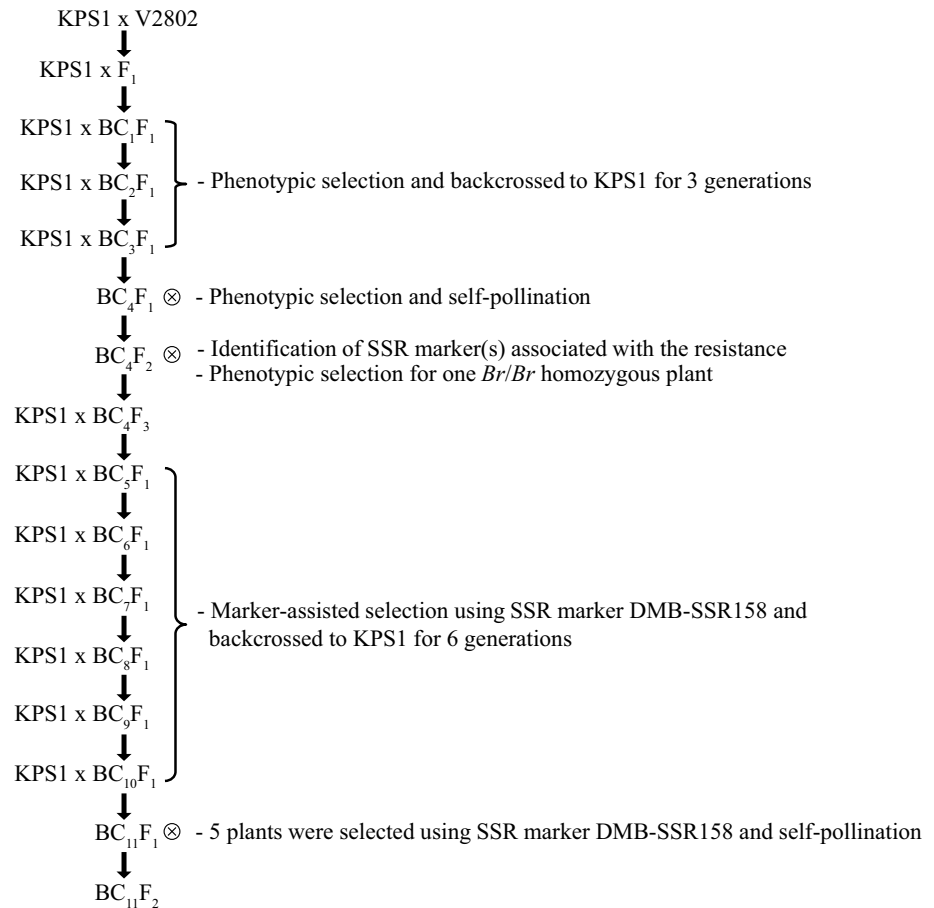 KPS1 x V2802
KPS1 x F₁
KPS1 x BC₁F₁
KPS1 x BC₂F₁
- Phenotypic selection and backcrossed to KPS1 for 3 generations
KPS1 x BC₃F₁
BC₄F₁ ⊗ - Phenotypic selection and self-pollination
BC₄F₂ ⊗ - Identification of SSR marker(s) associated with the resistance
- Phenotypic selection for one Br/Br homozygous plant
KPS1 x BC₄F₃
KPS1 x BC₅F₁
KPS1 x BC₆F₁
KPS1 x BC₇F₁
- Marker-assisted selection using SSR marker DMB-SSR158 and
backcrossed to KPS1 for 6 generations
KPS1 x BC₈F₁
KPS1 x BC₉F₁
KPS1 x BC₁₀F₁
BC₁₁F₁ ⊗ - 5 plants were selected using SSR marker DMB-SSR158 and self-pollination
BC₁₁F₂